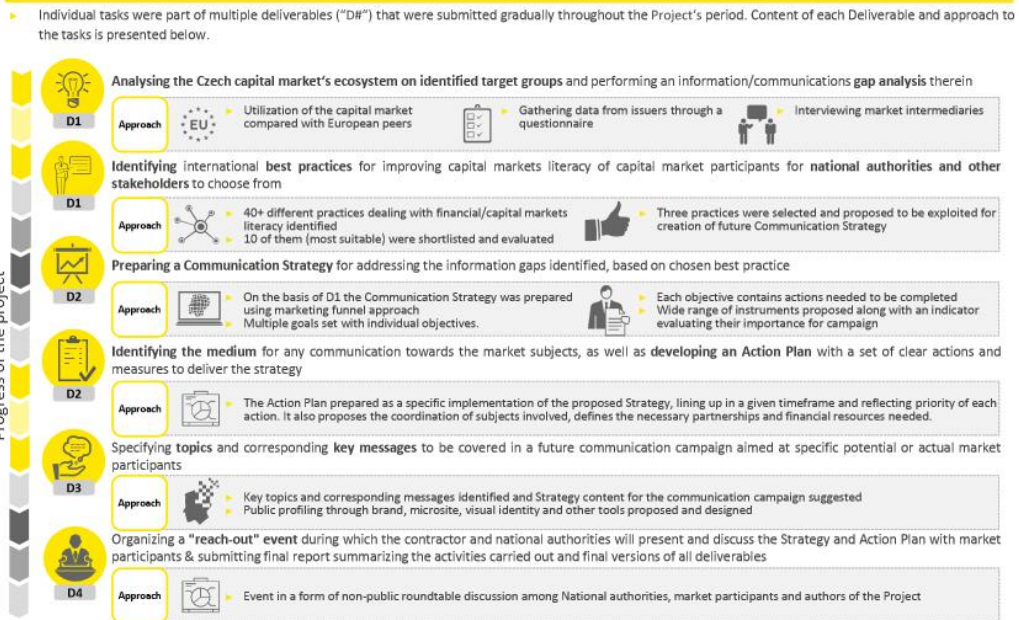 Individual tasks were part of multiple deliverables ("D#") that were submitted gradually throughout the Project's period. Content of each Deliverable and approach to
the tasks is presented below.
Progress of the project
D1
Analysing the Czech capital market's ecosystem on identified target groups and performing an information/communications gap analysis therein
Approach
EU
Utilization of the capital market
compared with European peers
Gathering data from issuers through a
questionnaire
Interviewing market intermediaries
D1
Identifying international best practices for improving capital markets literacy of capital market participants for national authorities and other
stakeholders to choose from
Approach
40+ different practices dealing with financial/capital markets
literacy identified
10 of them (most suitable) were shortlisted and evaluated
Three practices were selected and proposed to be exploited for
creation of future Communication Strategy
D2
Preparing a Communication Strategy for addressing the information gaps identified, based on chosen best practice
Approach
On the basis of D1 the Communication Strategy was prepared
using marketing funnel approach
Multiple goals set with individual objectives.
Each objective contains actions needed to be completed
Wide range of instruments proposed along with an indicator
evaluating their importance for campaign
D2
Identifying the medium for any communication towards the market subjects, as well as developing an Action Plan with a set of clear actions and
measures to deliver the strategy
Approach
The Action Plan prepared as a specific implementation of the proposed Strategy, lining up in a given timeframe and reflecting priority of each
action. It also proposes the coordination of subjects involved, defines the necessary partnerships and financial resources needed.
D3
Specifying topics and corresponding key messages to be covered in a future communication campaign aimed at specific potential or actual market
participants
Approach
Key topics and corresponding messages identified and Strategy content for the communication campaign suggested
Public profiling through brand, microsite, visual identity and other tools proposed and designed
D4
Organizing a "reach-out" event during which the contractor and national authorities will present and discuss the Strategy and Action Plan with market
participants & submitting final report summarizing the activities carried out and final versions of all deliverables
Approach
Event in a form of non-public roundtable discussion among National authorities, market participants and authors of the Project